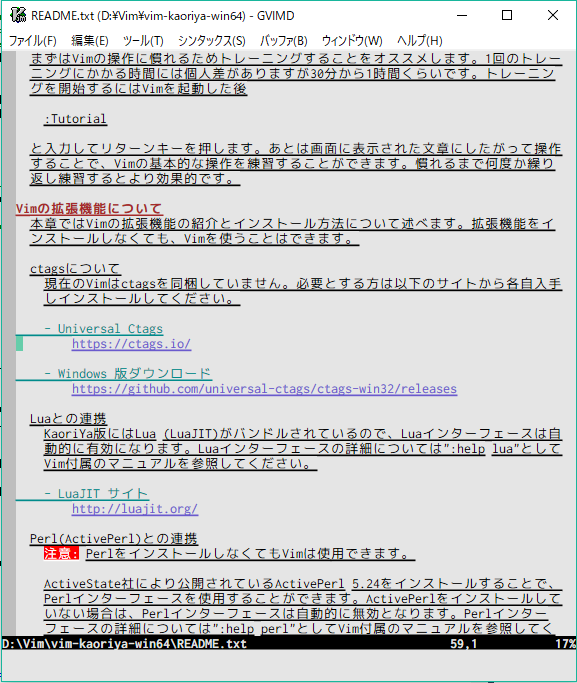 README.txt (D:¥Vim¥vim-kaoriya-win64) - GVIMD
ファイル(F) 編集(E) ツール(T) シンタックス(S) バッファ(B) ウィンドウ(W) ヘルプ(H)
まずはVimの操作に慣れるためトレーニングすることをオススメします。1回のトレー
ニングにかかる時間には個人差がありますが30分から1時間くらいです。トレーニン
グを開始するにはVimを起動した後
:Tutorial
と入力してリターンキーを押します。あとは画面に表示された文章にしたがって操作
することで、Vimの基本的な操作を練習することができます。慣れるまで何度か繰り
返し練習するとより効果的です。
Vimの拡張機能について
本章ではVimの拡張機能の紹介とインストール方法について述べます。拡張機能をイ
ンストールしなくても、Vimを使うことはできます。
ctagsについて
現在のVimはctagsを同梱していません。必要とする方は以下のサイトから各自入手
しインストールしてください。
- Universal Ctags
https://ctags.io/
- Windows 版ダウンロード
https://github.com/universal-ctags/ctags-win32/releases
Luaとの連携
KaoriYa版にはLua (LuaJIT)がバンドルされているので、Luaインターフェースは自
動的に有効になります。Luaインターフェースの詳細については":help lua"として
Vim付属のマニュアルを参照してください。
- LuaJIT サイト
http://luajit.org/
Perl(ActivePerl)との連携
注意: PerlをインストールしなくてもVimは使用できます。
ActiveState社により公開されているActivePerl 5.24をインストールすることで、
Perlインターフェースを使用することができます。ActivePerlをインストールして
いない場合は、Perlインターフェースは自動的に無効となります。Perlインター
フェースの詳細については":help perl"としてVim付属のマニュアルを参照してく
D:\Vim\vim-kaoriya-win64\README.txt 59,1 17%